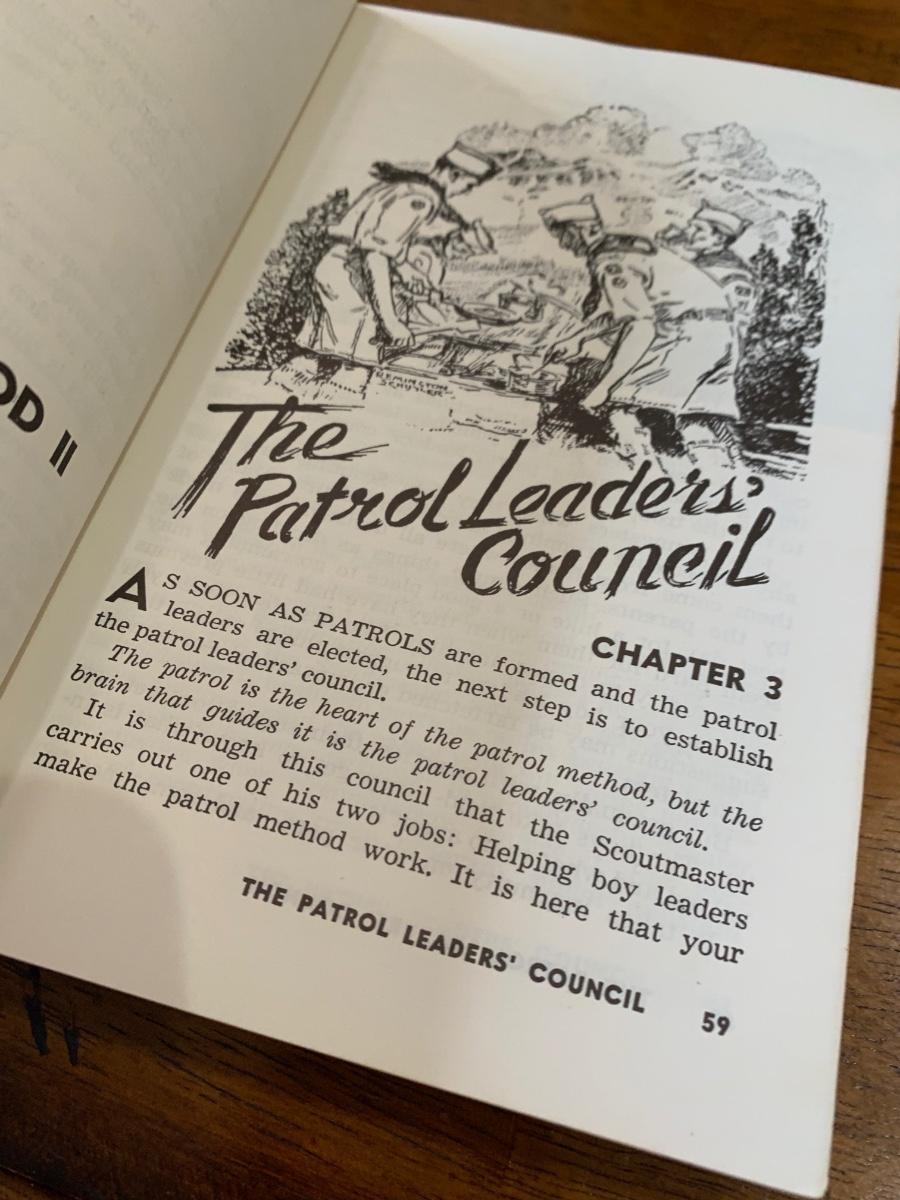 OD II
REMINGTON
SCHUYLER
The
Patrol Leaders'
Council
CHAPTER 3
AS SOON AS PATROLS are formed and the patrol
leaders are elected, the next step is to establish
the patrol leaders' council.
The patrol is the heart of the patrol method, but the
brain that guides it is the patrol leaders' council.
It is through this council that the Scoutmaster
carries out one of his two jobs: Helping boy leaders
make the patrol method work. It is here that your
THE PATROL LEADERS' COUNCIL
59